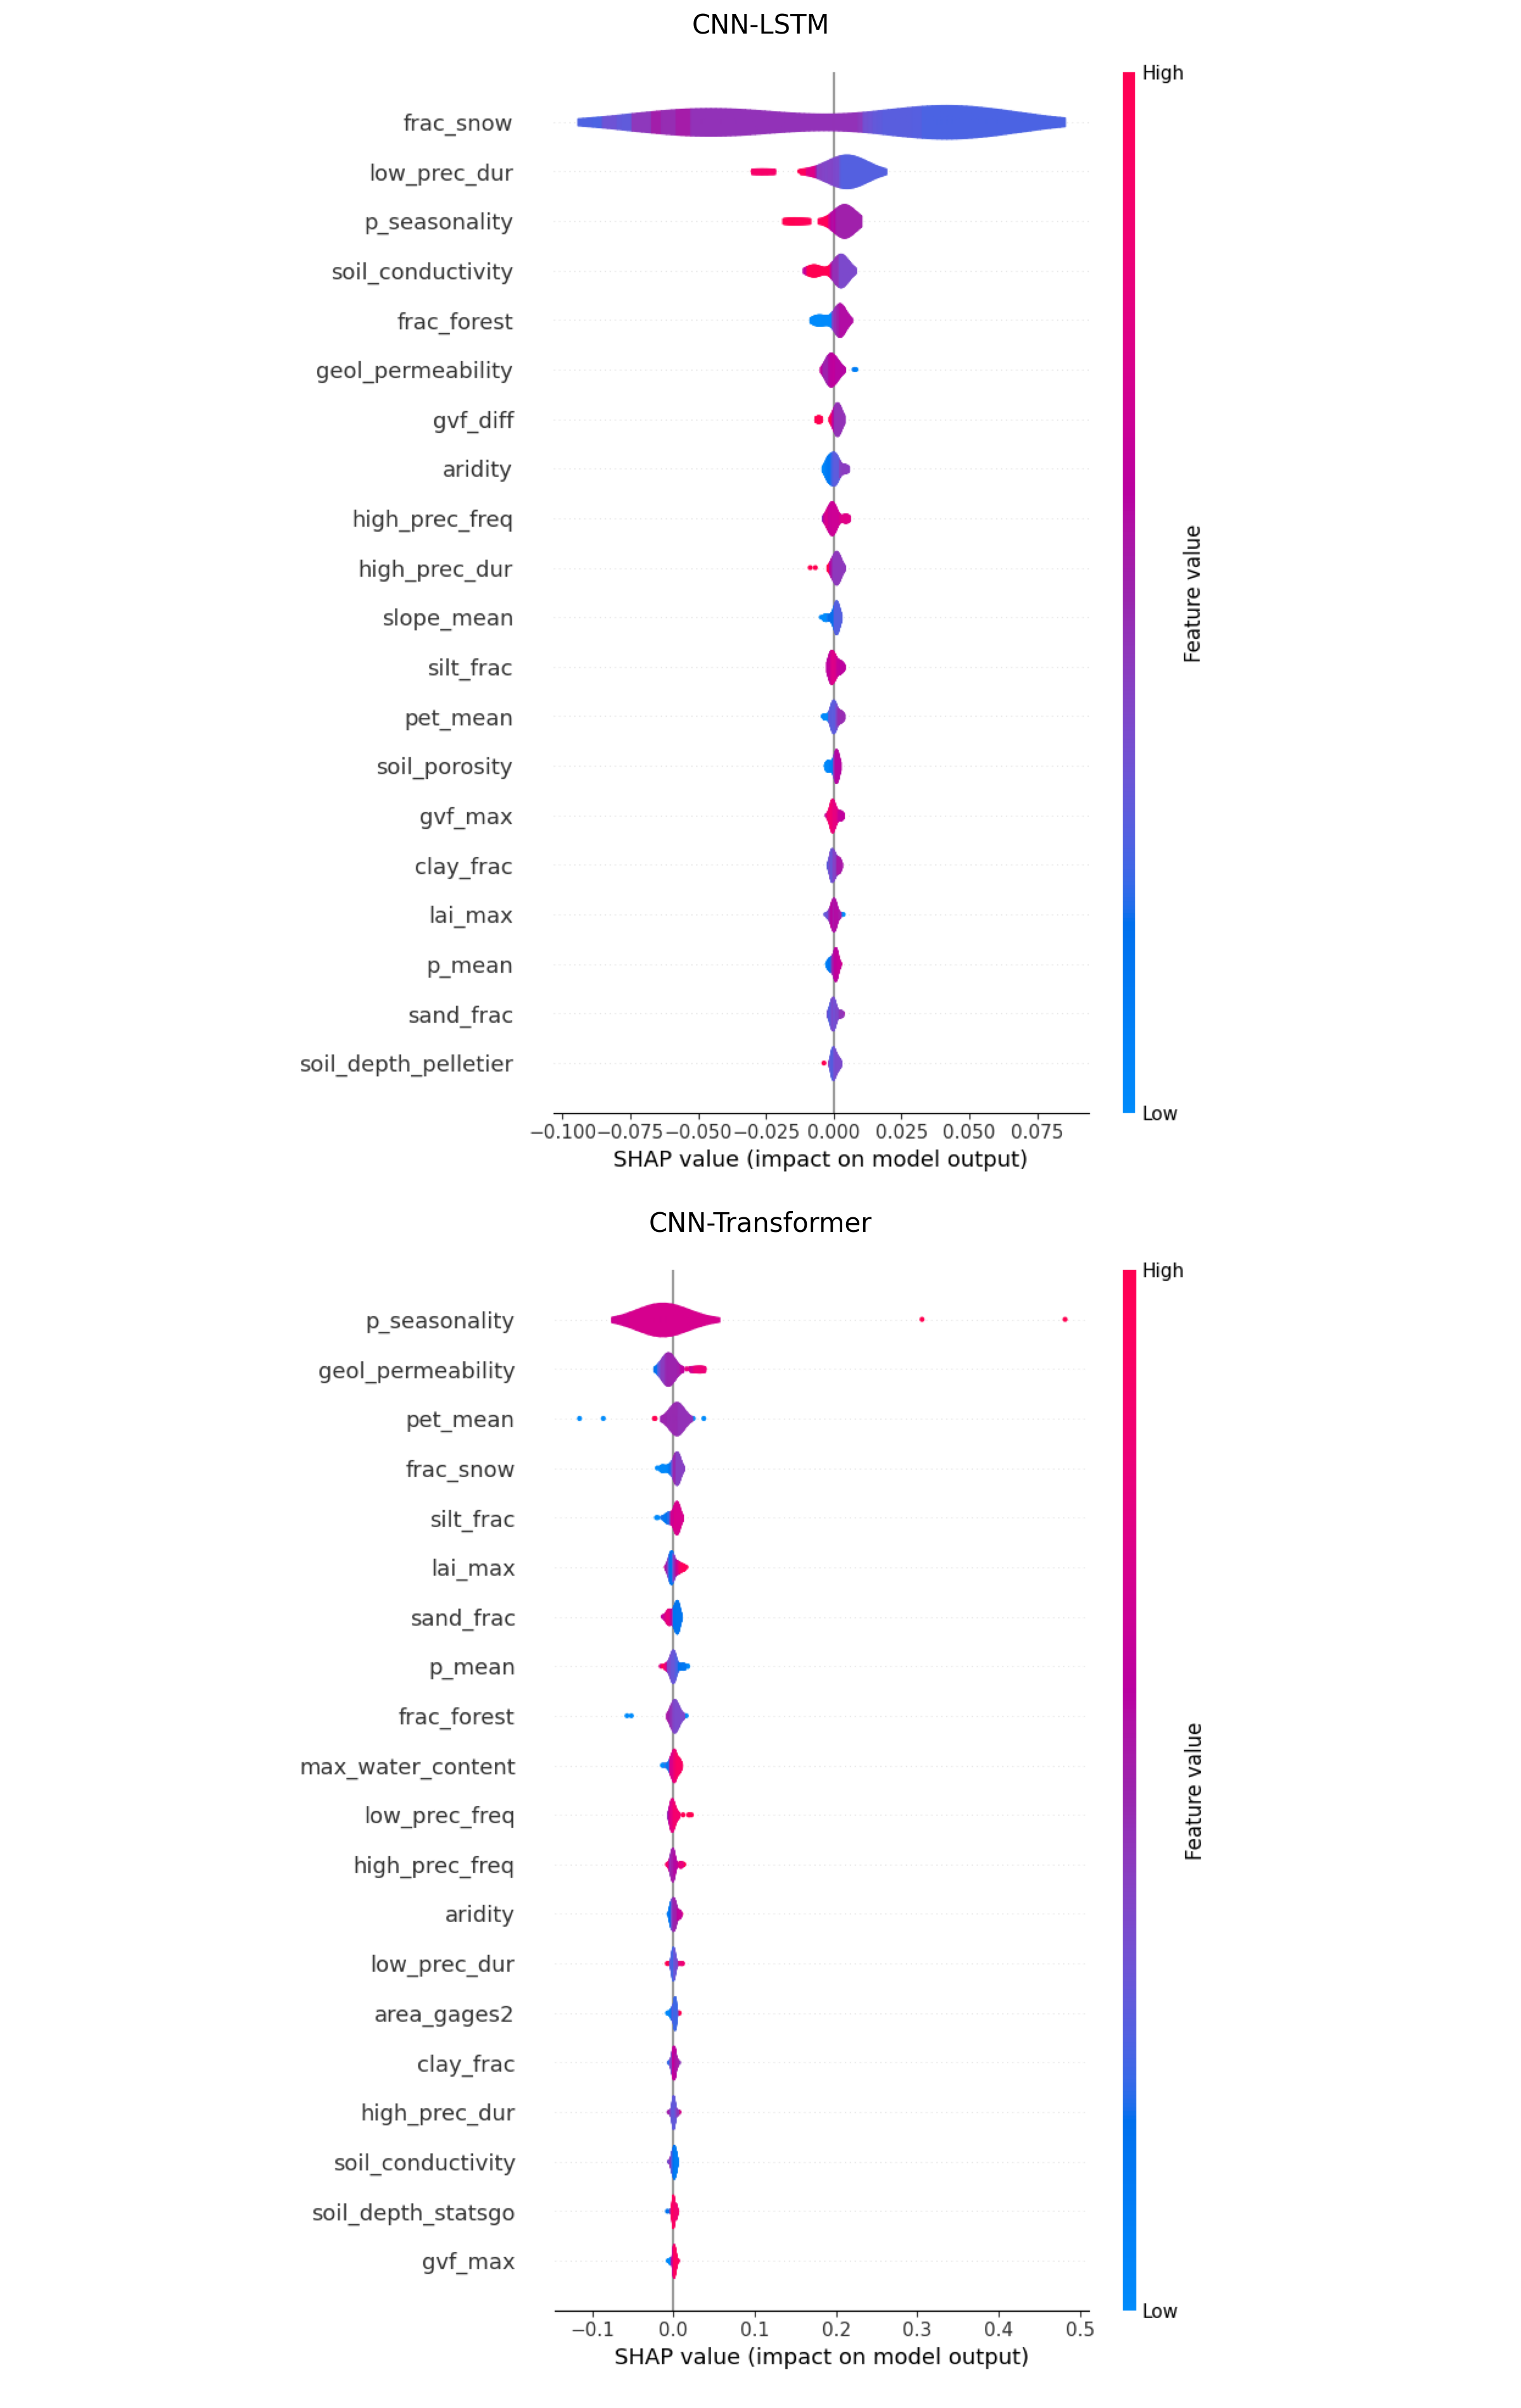 CNN-LSTM
High
frac_snow
low_prec_dur
p_seasonality
soil_conductivity
frac_forest
geol_permeability
gvf_diff
aridity
high_prec_freq
high_prec_dur
slope_mean
silt_frac
pet_mean
soil_porosity
gvf_max
clay_frac
lai_max
p_mean
sand_frac
soil_depth_pelletier
Feature value
Low
−0.100 −0.075 −0.050 −0.025 0.000 0.025 0.050 0.075
SHAP value (impact on model output)
CNN-Transformer
High
p_seasonality
geol_permeability
pet_mean
frac_snow
silt_frac
lai_max
sand_frac
p_mean
frac_forest
max_water_content
low_prec_freq
high_prec_freq
aridity
low_prec_dur
area_gages2
clay_frac
high_prec_dur
soil_conductivity
soil_depth_statsgo
gvf_max
Feature value
Low
−0.1 0.0 0.1 0.2 0.3 0.4 0.5
SHAP value (impact on model output)